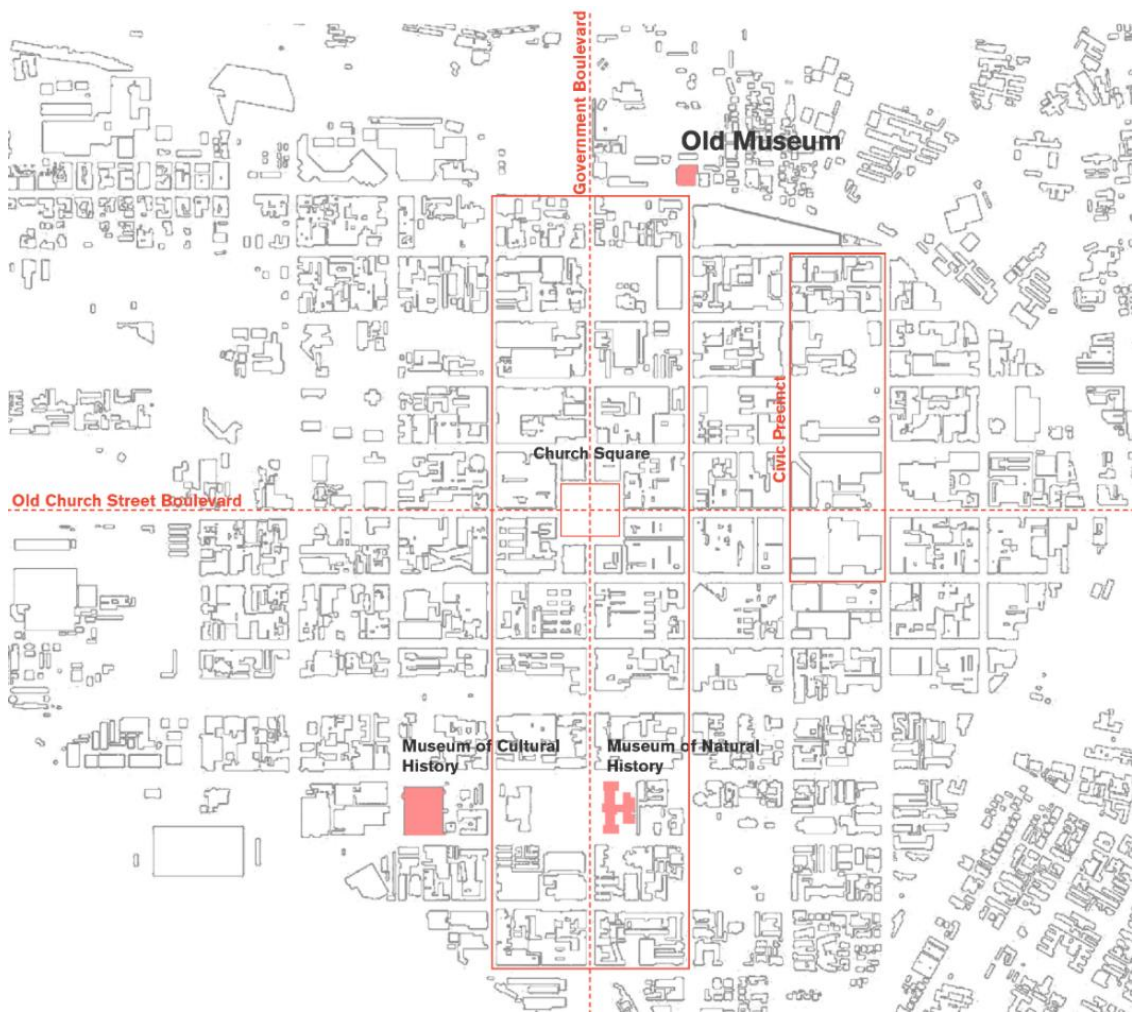 Government Boulevard
Old Museum
Civic Precinct
Church Square
Old Church Street Boulevard
Museum of Cultural
History
Museum of Natural
History